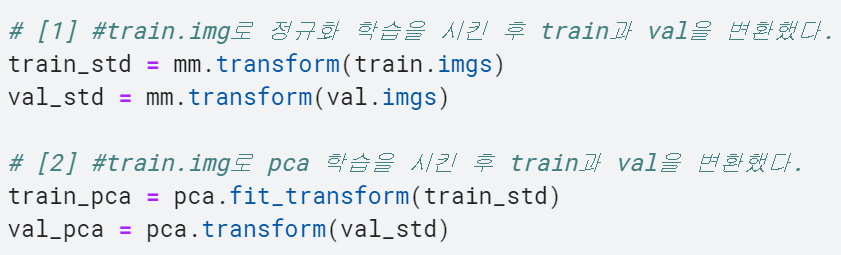 # [1] #train.img로 정규화 학습을 시킨 후 train과 val을 변환했다.
train_std = mm.transform(train.imgs)
val_std = mm.transform(val.imgs)
# [2] #train.img로 pca 학습을 시킨 후 train과 val을 변환했다.
train_pca = pca.fit_transform(train_std)
val_pca = pca.transform(val_std)